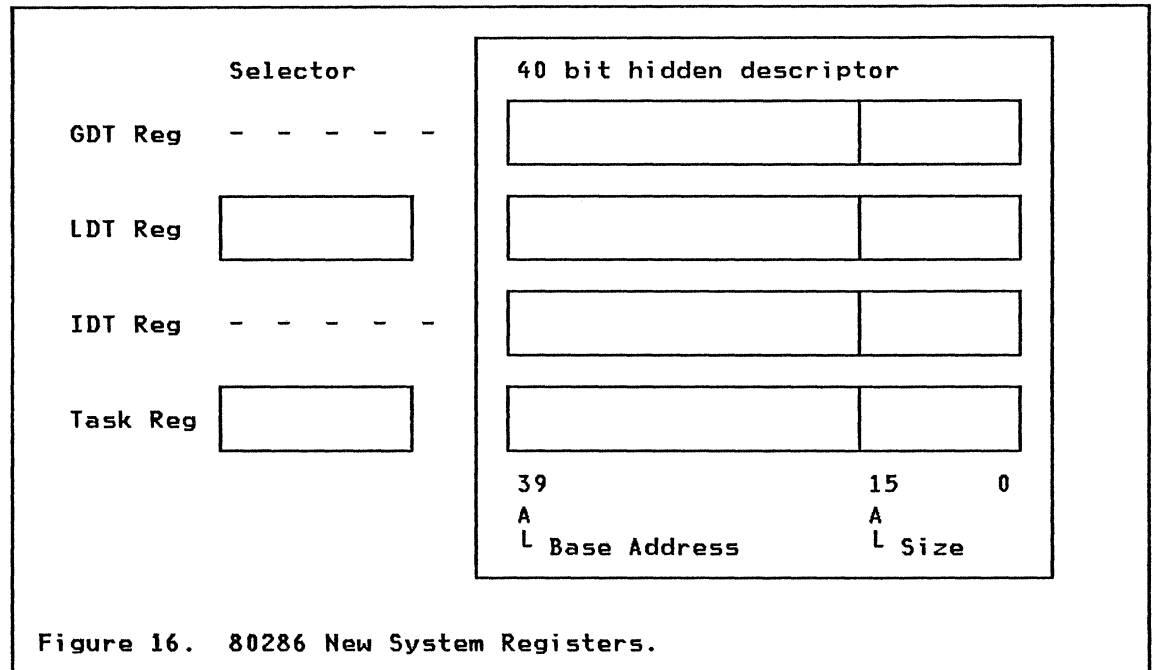 Selector 40 bit hidden descriptor
GDT Reg - - - - -
LDT Reg
IDT Reg - - - - -
Task Reg
39 15 0
A A
L Base Address L Size
Figure 16. 80286 New System Registers.